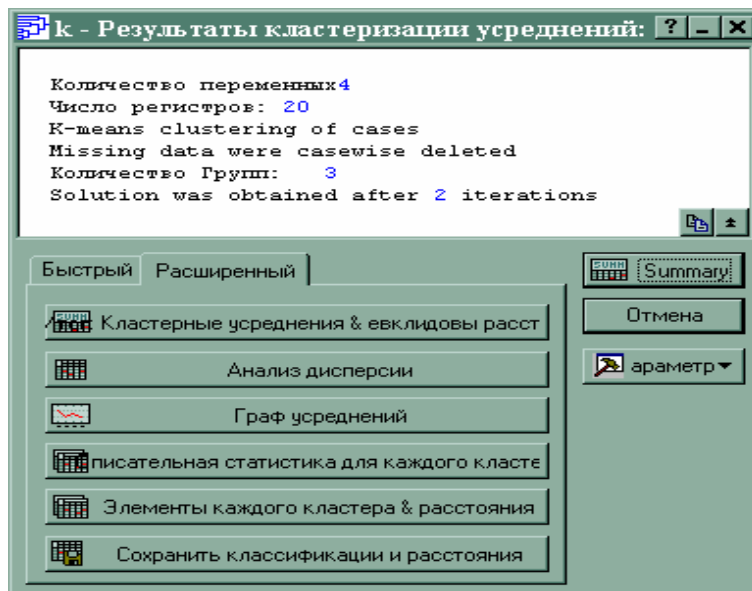 k - Результаты кластеризации усреднений:
Количество переменных4
Число регистров: 20
K-means clustering of cases
Missing data were casewise deleted
Количество Групп: 3
Solution was obtained after 2 iterations
Быстрый Расширенный
Summary
Кластерные усреднения & евклидовы расст
Отмена
Анализ дисперсии
араметр
Граф усреднений
писательная статистика для каждого класте
Элементы каждого кластера & расстояния
Сохранить классификации и расстояния